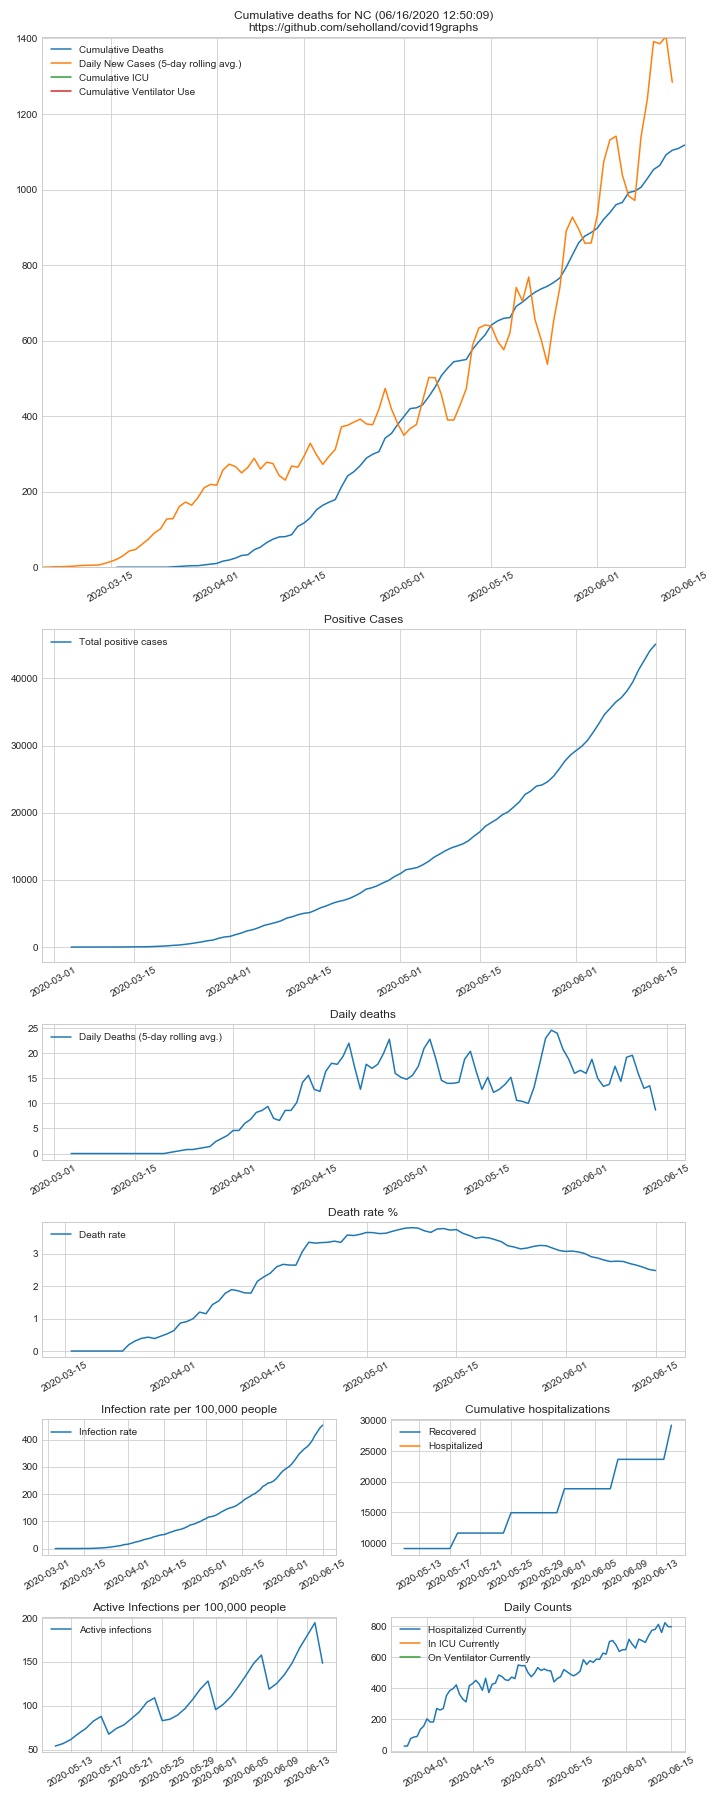 Cumulative deaths for NC (06/16/2020 12:50:09)
https://github.com/seholland/covid19graphs
Cumulative Deaths
Daily New Cases (5-day rolling avg.)
Cumulative ICU
Cumulative Ventilator Use
1400
1200
1000
800
600
400
200
0
2020-03-15 2020-04-01 2020-04-15 2020-05-01 2020-05-15 2020-06-01 2020-06-15
Positive Cases
Total positive cases
40000
30000
20000
10000
0
2020-03-01 2020-03-15 2020-04-01 2020-04-15 2020-05-01 2020-05-15 2020-06-01 2020-06-15
Daily deaths
Daily Deaths (5-day rolling avg.)
25
20
15
10
5
0
2020-03-01 2020-03-15 2020-04-01 2020-04-15 2020-05-01 2020-05-15 2020-06-01 2020-06-15
Death rate %
Death rate
3
2
1
0
2020-03-15 2020-04-01 2020-04-15 2020-05-01 2020-05-15 2020-06-01 2020-06-15
Infection rate per 100,000 people
Infection rate
400
300
200
100
0
2020-03-01 2020-03-15 2020-04-01 2020-04-15 2020-05-01 2020-05-15 2020-06-01 2020-06-15
Cumulative hospitalizations
Recovered
Hospitalized
30000
25000
20000
15000
10000
2020-05-13 2020-05-17 2020-05-21 2020-05-25 2020-05-29 2020-06-01 2020-06-05 2020-06-09 2020-06-13
Active Infections per 100,000 people
Active infections
200
150
100
50
2020-05-13 2020-05-17 2020-05-21 2020-05-25 2020-05-29 2020-06-01 2020-06-05 2020-06-09 2020-06-13
Daily Counts
Hospitalized Currently
In ICU Currently
On Ventilator Currently
800
600
400
200
0
2020-04-01 2020-04-15 2020-05-01 2020-05-15 2020-06-01 2020-06-15